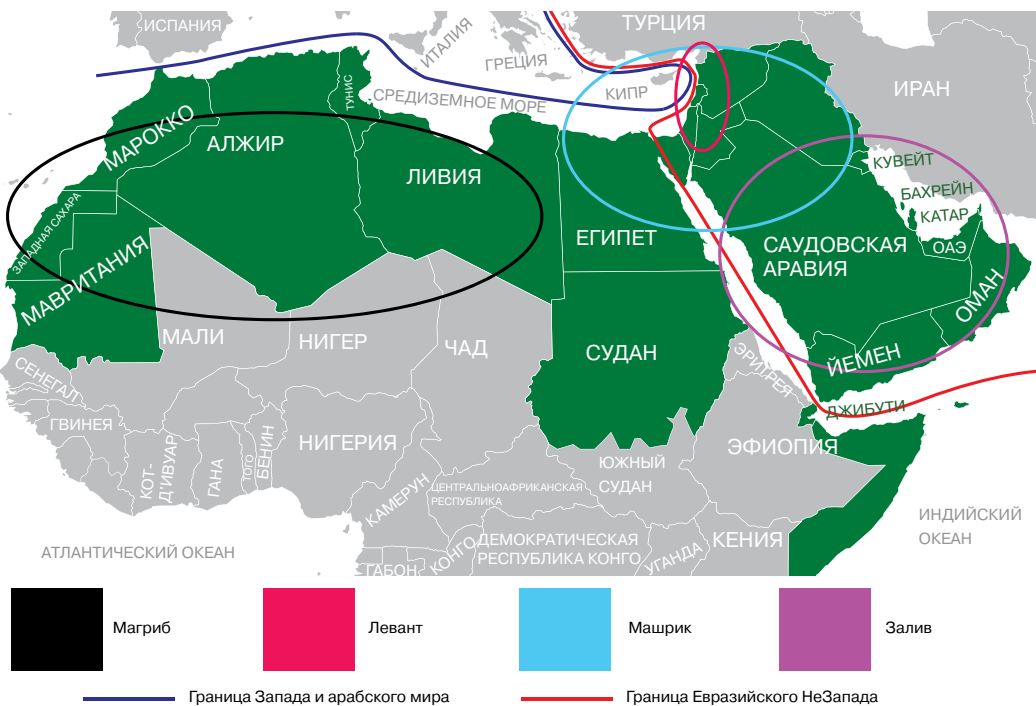 ИСПАНИЯ
ИТАЛИЯ
ТУРЦИЯ
ГРЕЦИЯ
КИПР
ИРАН
ТУНИС
СРЕДИЗЕМНОЕ МОРЕ
МАРОККО
АЛЖИР
ЛИВИЯ
КУВЕЙТ
БАХРЕЙН
КАТАР
ОАЭ
ЗАПАДНАЯ САХАРА
ЕГИПЕТ
САУДОВСКАЯ
АРАВИЯ
МАВРИТАНИЯ
ОМАН
МАЛИ
НИГЕР
ЧАД
СУДАН
ЭРИТРЕЯ
ЙЕМЕН
СЕНЕГАЛ
ДЖИБУТИ
ГВИНЕЯ
КОТ-
Д'ИВУАР
ГАНА
ТОГО
БЕНИН
НИГЕРИЯ
ЭФИОПИЯ
КАМЕРУН
ЦЕНТРАЛЬНОАФРИКАНСКАЯ
РЕСПУБЛИКА
ЮЖНЫЙ
СУДАН
ИНДИЙСКИЙ
ОКЕАН
АТЛАНТИЧЕСКИЙ ОКЕАН
ГАБОН
КОНГО
ДЕМОКРАТИЧЕСКАЯ
РЕСПУБЛИКА КОНГО
УГАНДА
КЕНИЯ
Магриб
Левант
Машрик
Залив
Граница Запада и арабского мира
Граница Евразийского НеЗапада